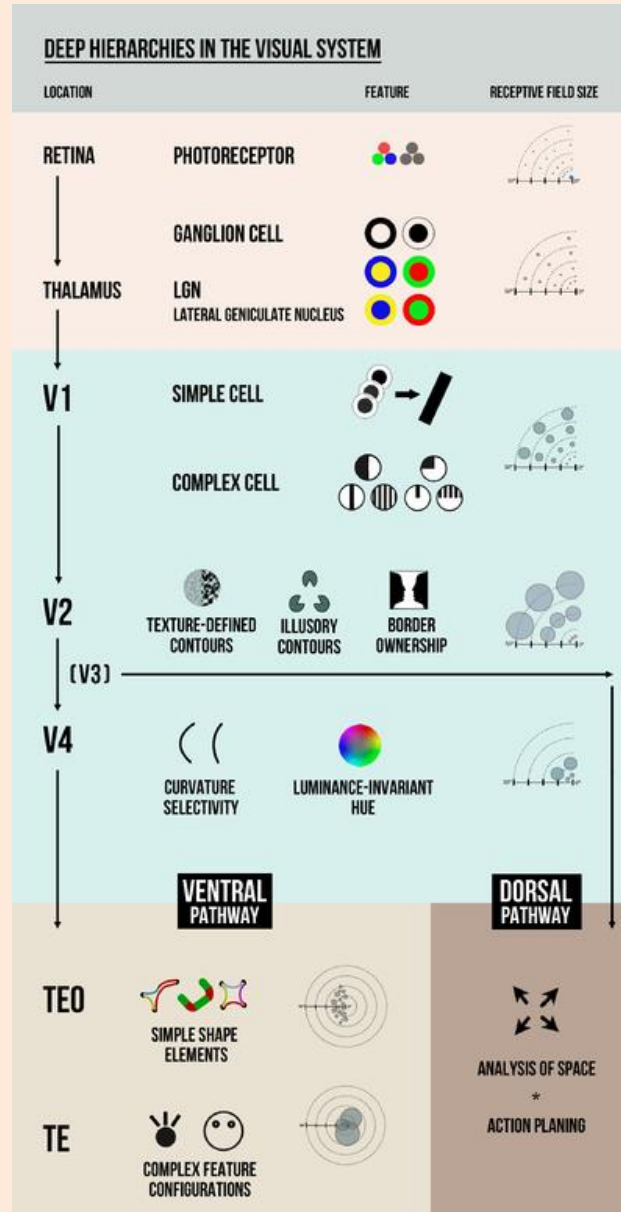 DEEP HIERARCHIES IN THE VISUAL SYSTEM
LOCATION FEATURE RECEPTIVE FIELD SIZE
RETINA PHOTORECEPTOR
GANGLION CELL
THALAMUS LGN
LATERAL GENICULATE NUCLEUS
V1 SIMPLE CELL
COMPLEX CELL
V2
TEXTURE-DEFINED
CONTOURS
ILLUSORY
CONTOURS
BORDER
OWNERSHIP
(V3)
V4
CURVATURE
SELECTIVITY
LUMINANCE-INVARIANT
HUE
VENTRAL
PATHWAY
DORSAL
PATHWAY
TEO
SIMPLE SHAPE
ELEMENTS
TE
COMPLEX FEATURE
CONFIGURATIONS
ANALYSIS OF SPACE
*
ACTION PLANING